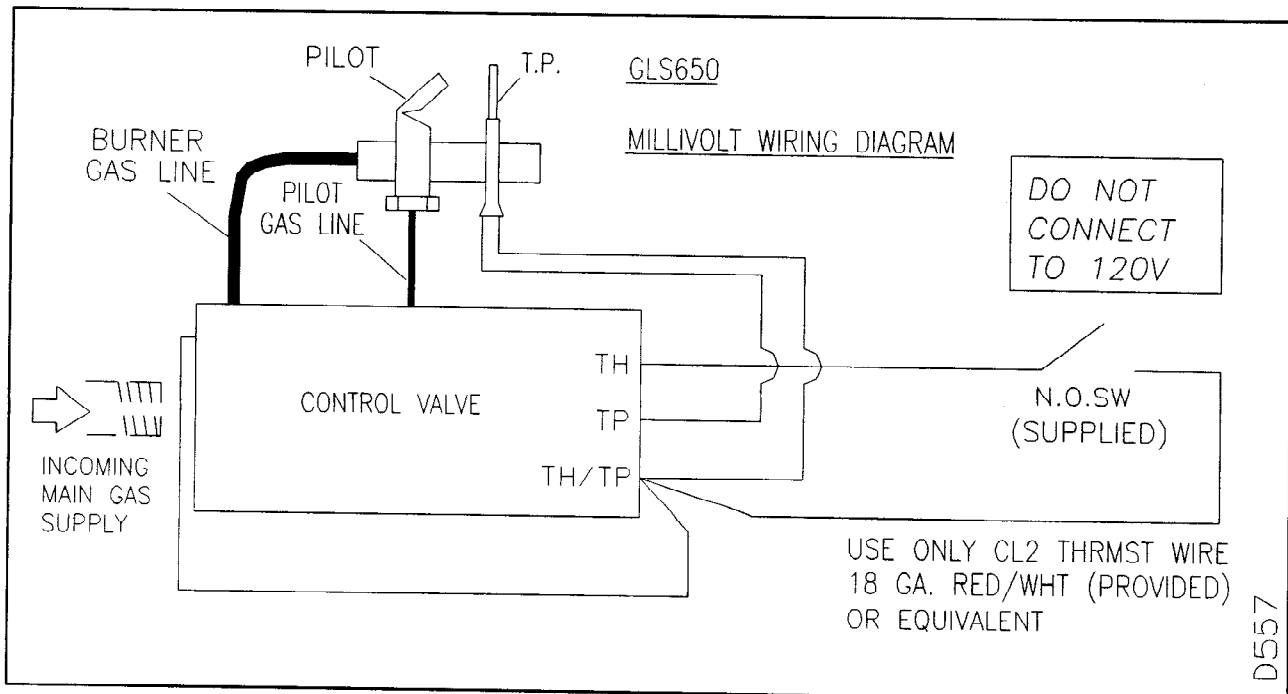 PILOT
T.P.
GLS650
BURNER
GAS LINE
MILLIVOLT WIRING DIAGRAM
PILOT
GAS LINE
DO NOT
CONNECT
TO 120V
TH
CONTROL VALVE
TP
TH/TP
N.O.SW
(SUPPLIED)
INCOMING
MAIN GAS
SUPPLY
USE ONLY CL2 THRMST WIRE
18 GA. RED/WHT (PROVIDED)
OR EQUIVALENT
D557